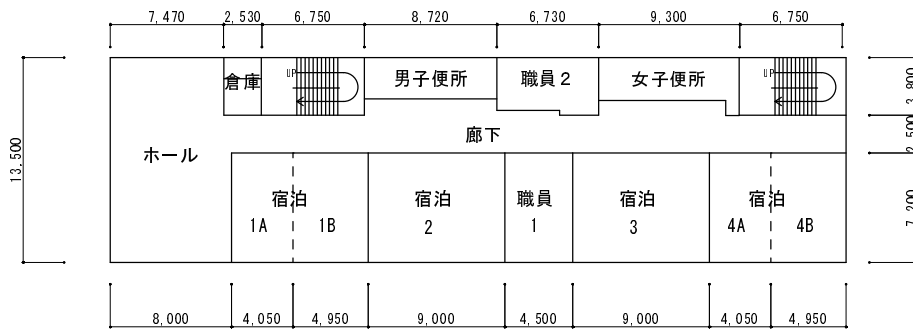 7,470 2,530 6,750 8,720 6,730 9,300 6,750
倉庫 UP 男子便所 職員2 女子便所 UP
3,800
廊下
2,500
ホール
13,500
宿泊 宿泊 職員 宿泊 宿泊
1A 1B 2 1 3 4A 4B
7,200
8,000 4,050 4,950 9,000 4,500 9,000 4,050 4,950